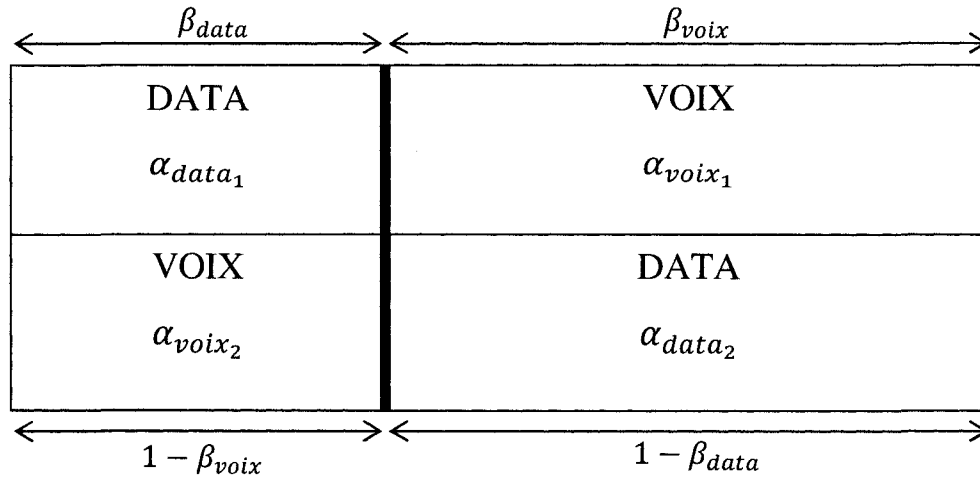 β_data β_voix
DATA VOIX
α_data₁ α_voix₁
VOIX DATA
α_voix₂ α_data₂
1 − β_voix 1 − β_data